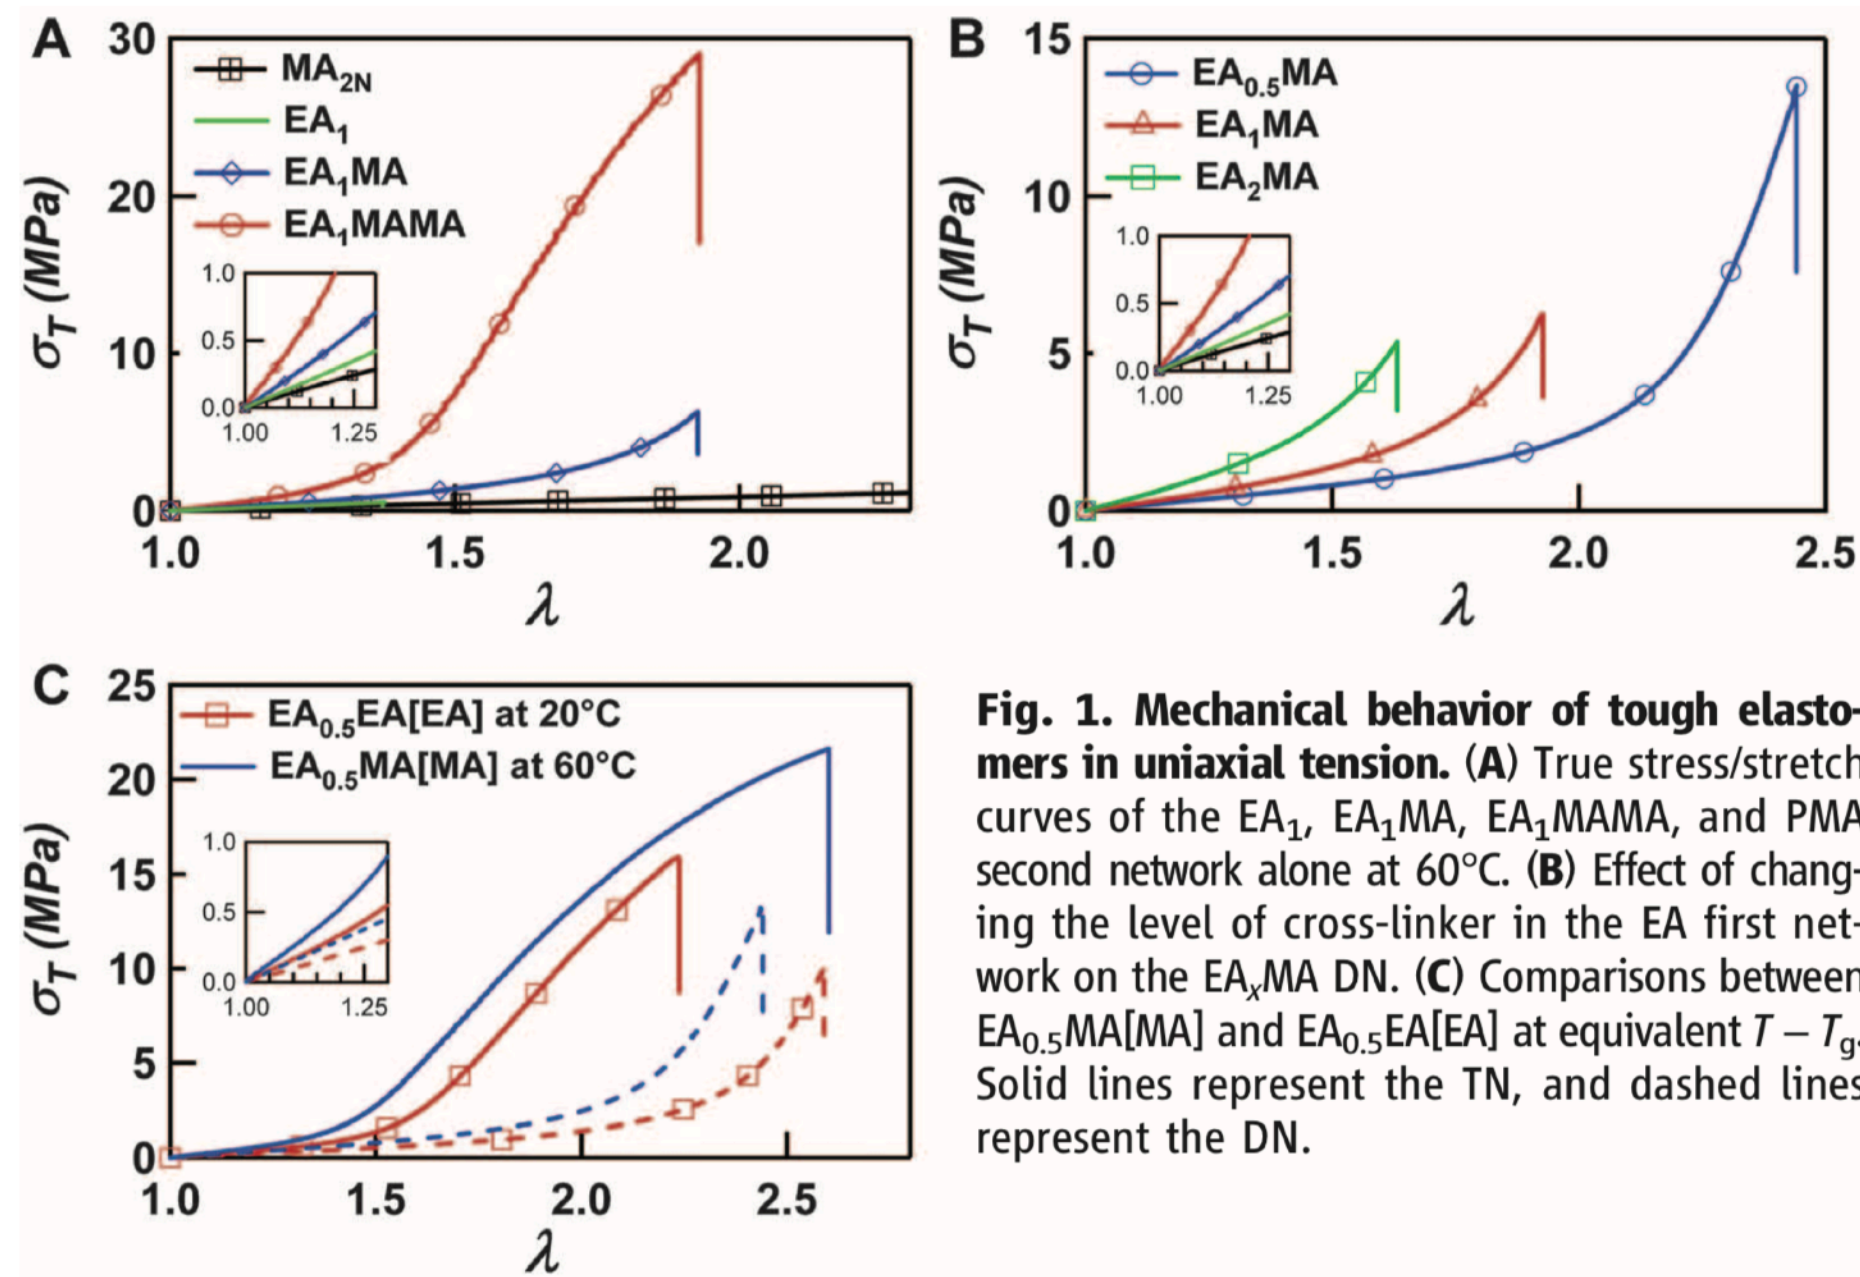 A
30
20
10
0
σT (MPa)
MA2N
EA1
EA1MA
EA1MAMA
1.0
0.5
0.0
1.00 1.25
1.0 1.5 2.0
λ
B
15
10
5
0
σT (MPa)
EA0.5MA
EA1MA
EA2MA
1.0
0.5
0.0
1.00 1.25
1.0 1.5 2.0 2.5
λ
C
25
20
15
10
5
0
σT (MPa)
EA0.5EA[EA] at 20°C
EA0.5MA[MA] at 60°C
1.0
0.5
0.0
1.00 1.25
1.0 1.5 2.0 2.5
λ
Fig. 1. Mechanical behavior of tough elasto-
mers in uniaxial tension. (A) True stress/stretch
curves of the EA1, EA1MA, EA1MAMA, and PMA
second network alone at 60°C. (B) Effect of chang-
ing the level of cross-linker in the EA first net-
work on the EAxMA DN. (C) Comparisons between
EA0.5MA[MA] and EA0.5EA[EA] at equivalent T – Tg.
Solid lines represent the TN, and dashed lines
represent the DN.